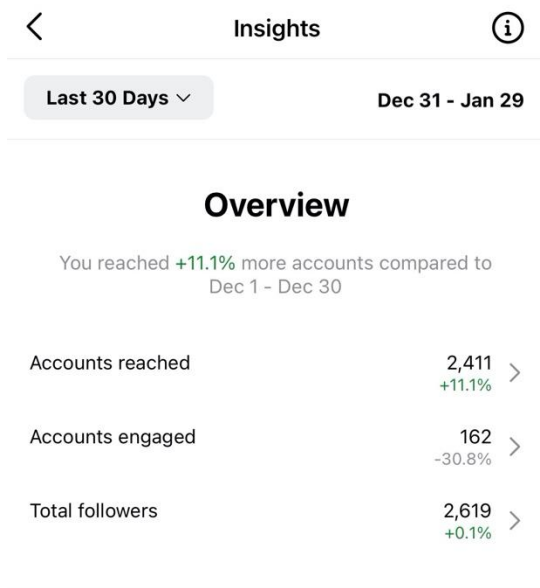 Insights
Last 30 Days
Dec 31 - Jan 29
Overview
You reached +11.1% more accounts compared to
Dec 1 - Dec 30
Accounts reached
2,411
+11.1%
Accounts engaged
162
-30.8%
Total followers
2,619
+0.1%